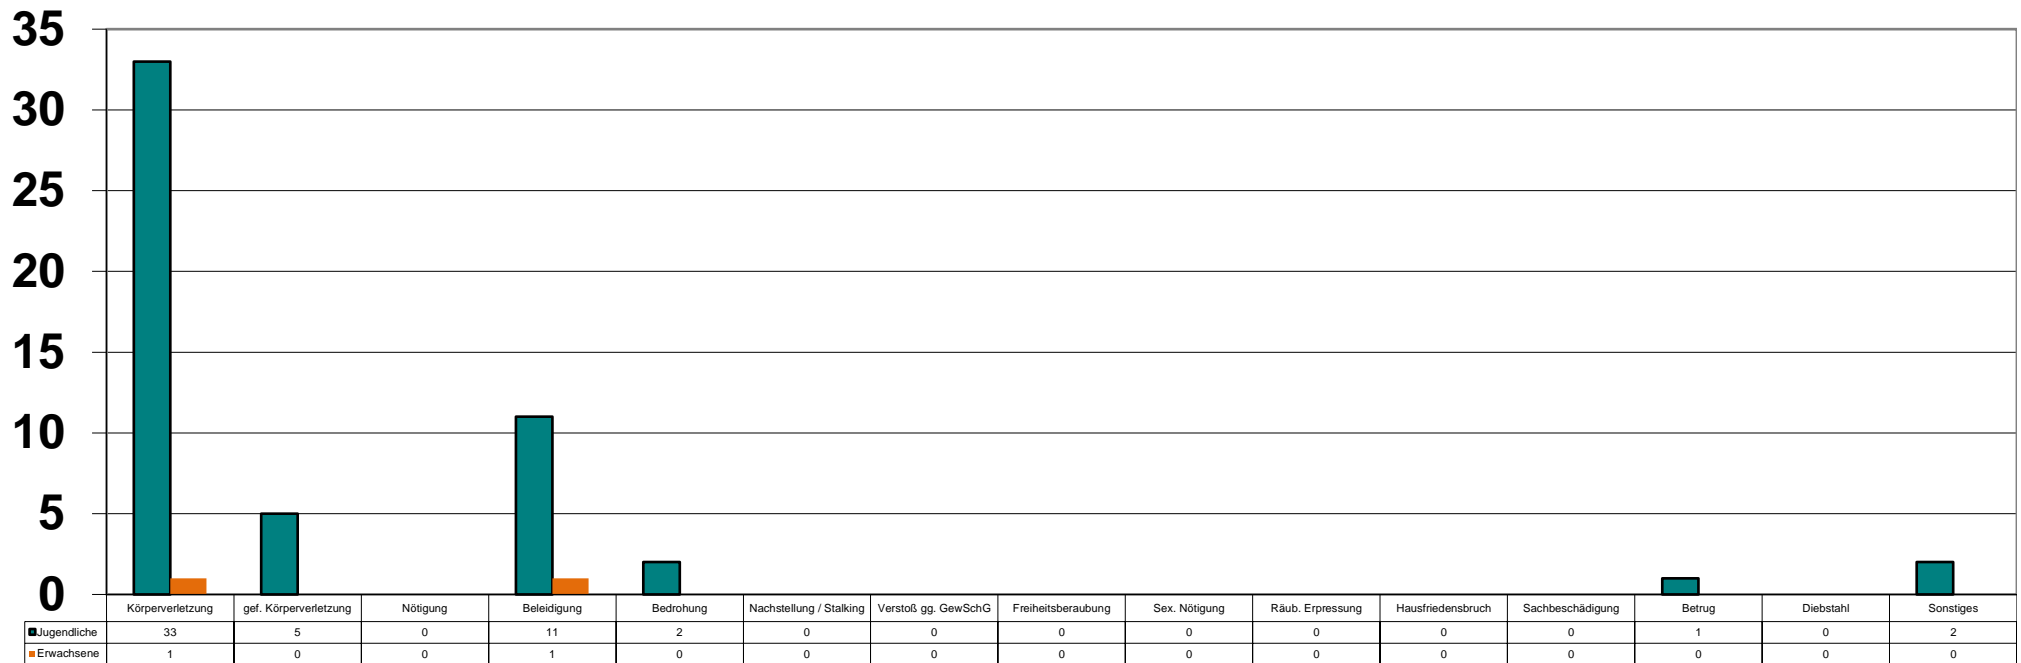 35
30
25
20
15
10
5
0
Körperverletzung gef. Körperverletzung Nötigung Beleidigung Bedrohung Nachstellung / Stalking Verstoß gg. GewSchG Freiheitsberaubung Sex. Nötigung Räub. Erpressung Hausfriedensbruch Sachbeschädigung Betrug Diebstahl Sonstiges
Jugendliche 33 5 0 11 2 0 0 0 0 0 0 0 1 0 2
Erwachsene 1 0 0 1 0 0 0 0 0 0 0 0 0 0 0